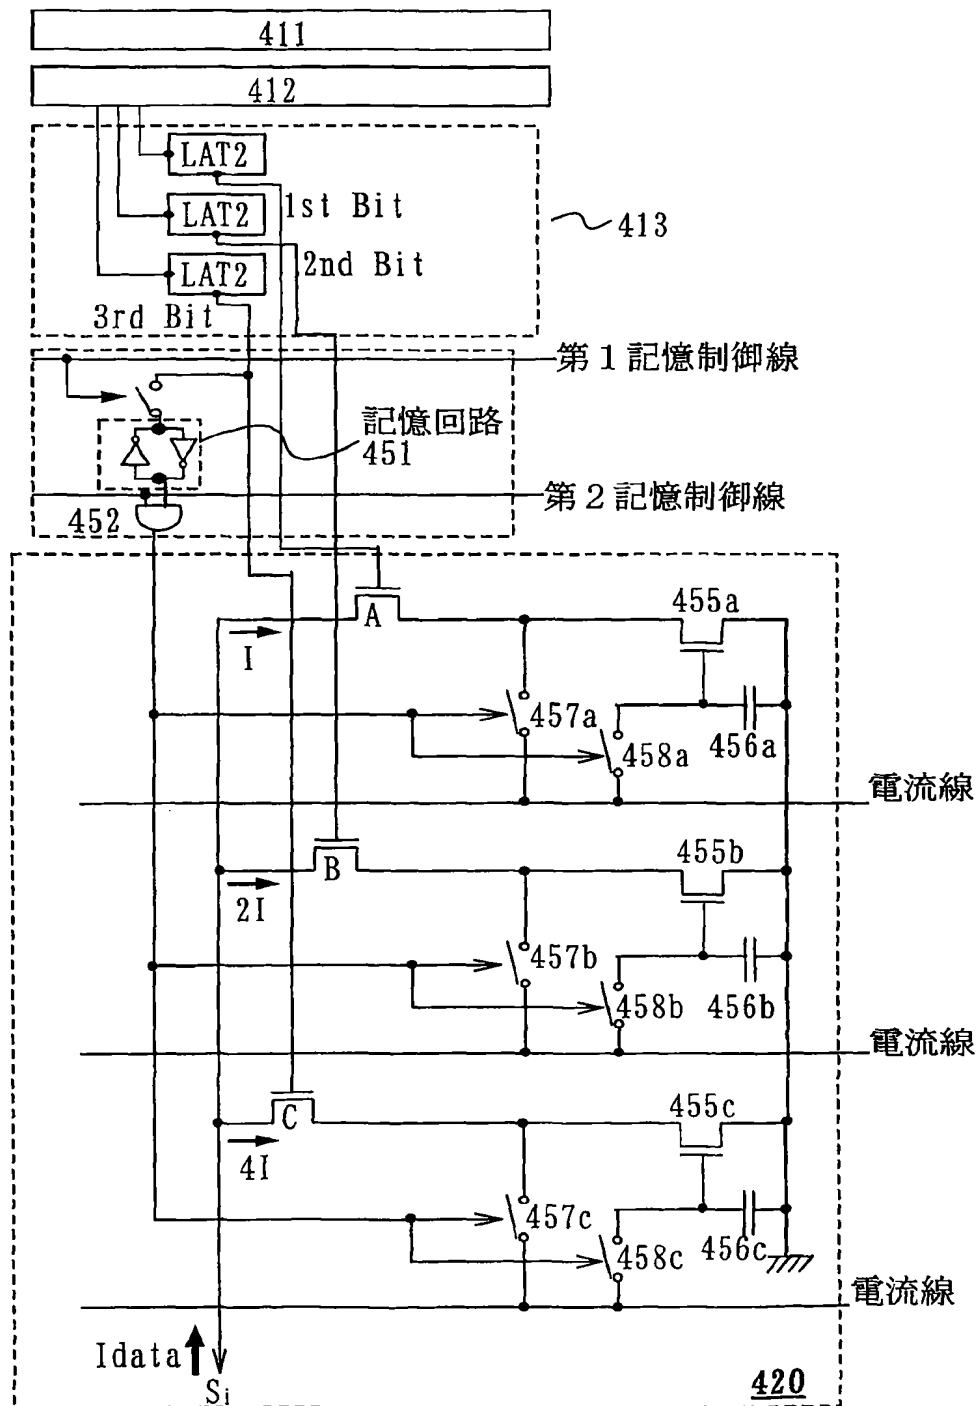 411
412
LAT2
1st Bit
LAT2
413
2nd Bit
LAT2
3rd Bit
第1記憶制御線
記憶回路
451
第2記憶制御線
452
A
455a
I
457a
458a
456a
電流線
B
455b
2I
457b
458b
456b
電流線
C
455c
4I
457c
458c
456c
電流線
Idata
Si
420